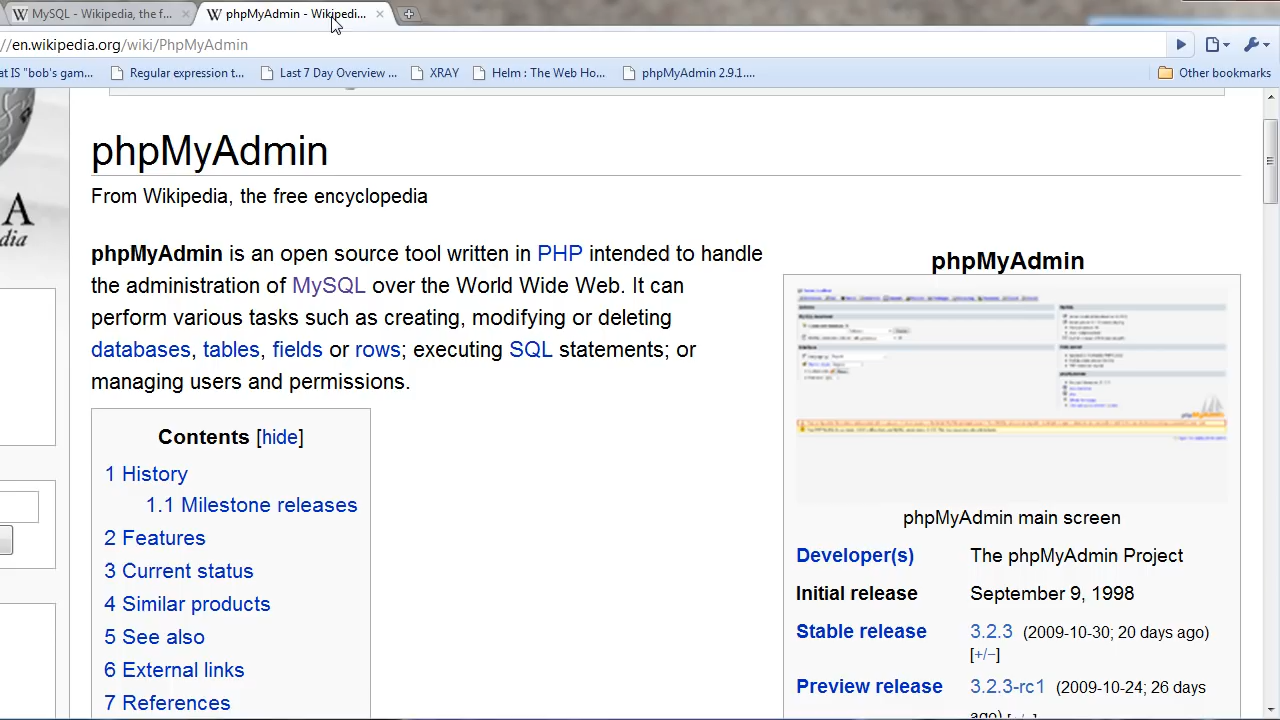 MySQL - Wikipedia, the f...
phpMyAdmin - Wikipedi...
//en.wikipedia.org/wiki/PhpMyAdmin
at IS "bob's gam...
Regular expression t...
Last 7 Day Overview ...
XRAY
Helm : The Web Ho...
phpMyAdmin 2.9.1....
Other bookmarks
A
dia
phpMyAdmin
From Wikipedia, the free encyclopedia
phpMyAdmin is an open source tool written in PHP intended to handle
the administration of MySQL over the World Wide Web. It can
perform various tasks such as creating, modifying or deleting
databases, tables, fields or rows; executing SQL statements; or
managing users and permissions.
Contents [hide]
1 History
1.1 Milestone releases
2 Features
3 Current status
4 Similar products
5 See also
6 External links
7 References
phpMyAdmin
phpMyAdmin main screen
Developer(s) The phpMyAdmin Project
Initial release September 9, 1998
Stable release 3.2.3 (2009-10-30; 20 days ago)
[+/−]
Preview release 3.2.3-rc1 (2009-10-24; 26 days
ago) [+/−]